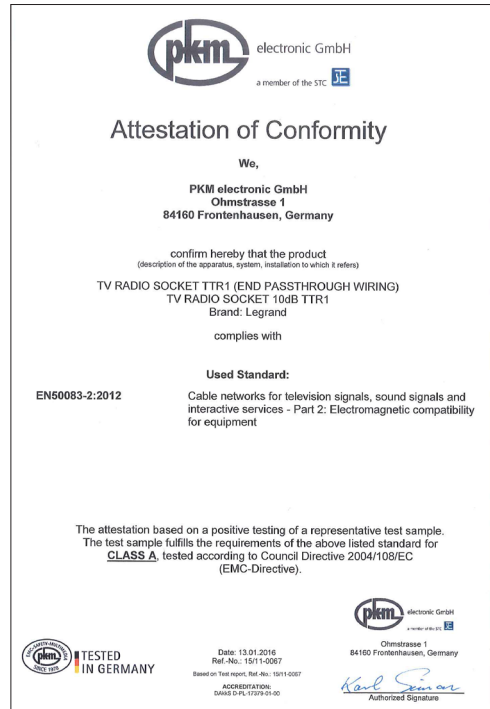 pkm electronic GmbH
a member of the STC
Attestation of Conformity
We,
PKM electronic GmbH
Ohmstrasse 1
84160 Frontenhausen, Germany
confirm hereby that the product
(description of the apparatus, system, installation to which it refers)
TV RADIO SOCKET TTR1 (END PASSTHROUGH WIRING)
TV RADIO SOCKET 10dB TTR1
Brand: Legrand
complies with
Used Standard:
EN50083-2:2012 Cable networks for television signals, sound signals and
interactive services - Part 2: Electromagnetic compatibility
for equipment
The attestation based on a positive testing of a representative test sample.
The test sample fulfills the requirements of the above listed standard for
CLASS A, tested according to Council Directive 2004/108/EC
(EMC-Directive).
pkm electronic GmbH
a member of the STC
Ohmstrasse 1
84160 Frontenhausen, Germany
EMC-SAFETY-MULTIMEDIA
pkm
SINCE 1978
TESTED
IN GERMANY
Date: 13.01.2016
Ref.-No.: 15/11-0067
Based on Test report, Ref.-No.: 15/11-0067
ACCREDITATION:
DAkkS D-PL-17379-01-00
Karl
Authorized Signature